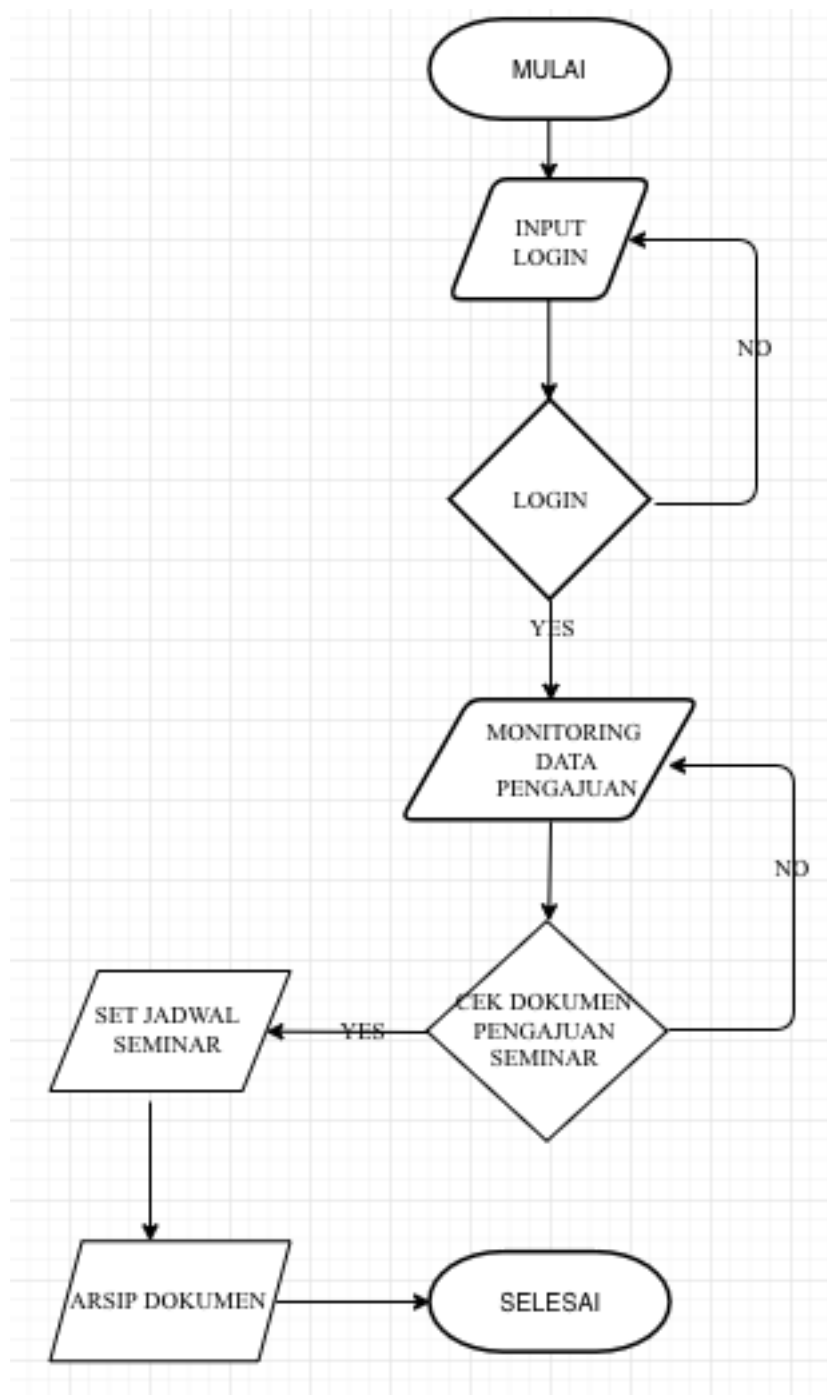 MULAI
INPUT
LOGIN
NO
LOGIN
YES
MONITORING
DATA
PENGAJUAN
NO
CEK DOKUMEN
PENGAJUAN
SEMINAR
YES
SET JADWAL
SEMINAR
ARSIP DOKUMEN
SELESAI